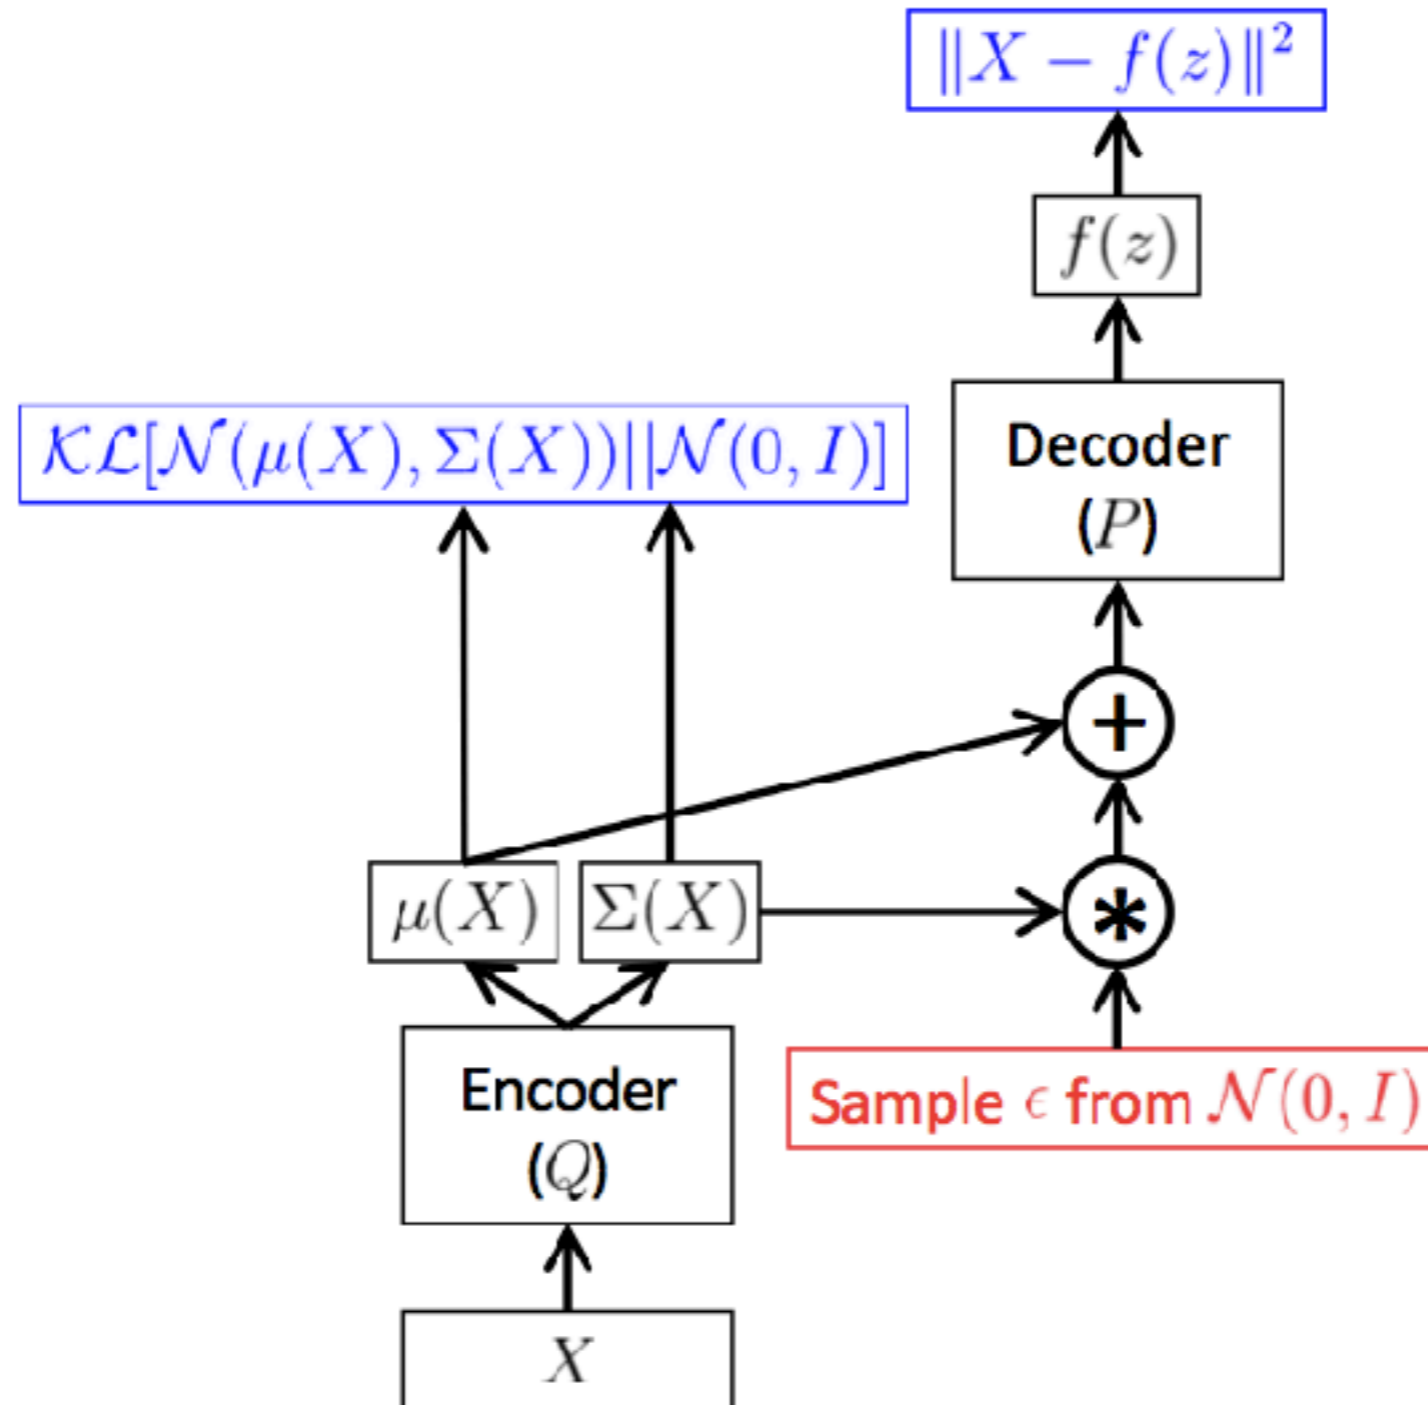 ‖X − f(z)‖²
f(z)
𝒦ℒ[𝒩(μ(X), Σ(X))||𝒩(0, I)]
Decoder
(P)
+
μ(X)
Σ(X)
*
Encoder
(Q)
Sample ϵ from 𝒩(0, I)
X